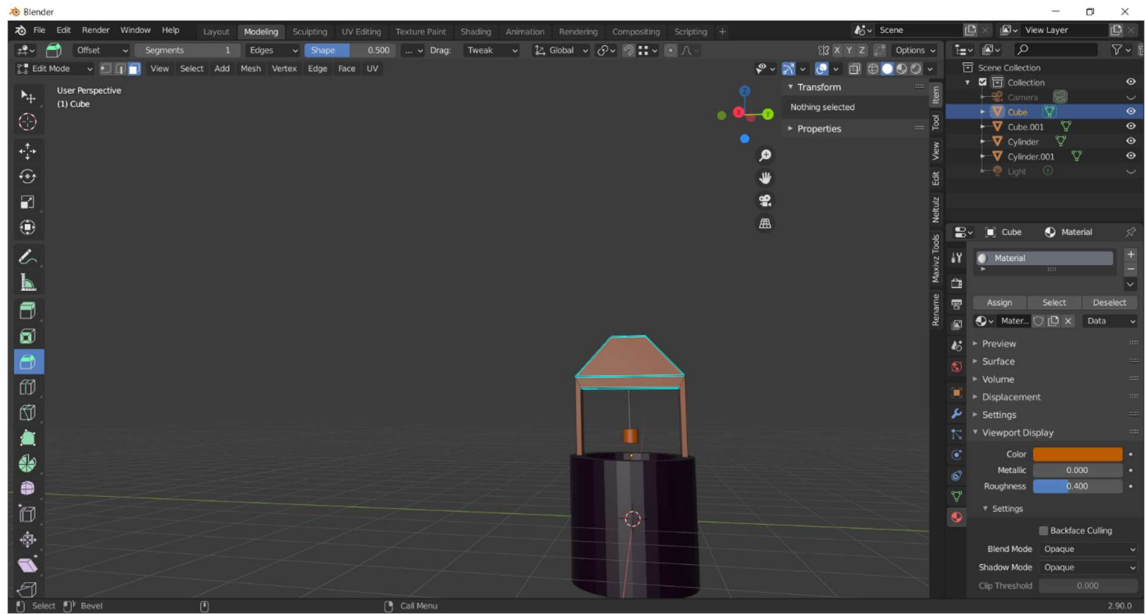 Blender
File Edit Render Window Help Layout Modeling Sculpting UV Editing Texture Paint Shading Animation Rendering Compositing Scripting + Scene View Layer
Offset Segments 1 Edges Shape 0.500 ... Drag: Tweak Global X Y Z Options
Edit Mode View Select Add Mesh Vertex Edge Face UV
User Perspective
(1) Cube
Transform
Nothing selected
Properties
Item
Tool
View
Edit
Neltulz
Maxivz Tools
Rename
Scene Collection
Collection
Camera
Cube
Cube.001
Cylinder
Cylinder.001
Light
Cube Material
Material
Assign Select Deselect
Mater... Data
Preview
Surface
Volume
Displacement
Settings
Viewport Display
Color
Metallic 0.000
Roughness 0.400
Settings
Backface Culling
Blend Mode Opaque
Shadow Mode Opaque
Clip Threshold 0.000
Select Bevel Call Menu 2.90.0